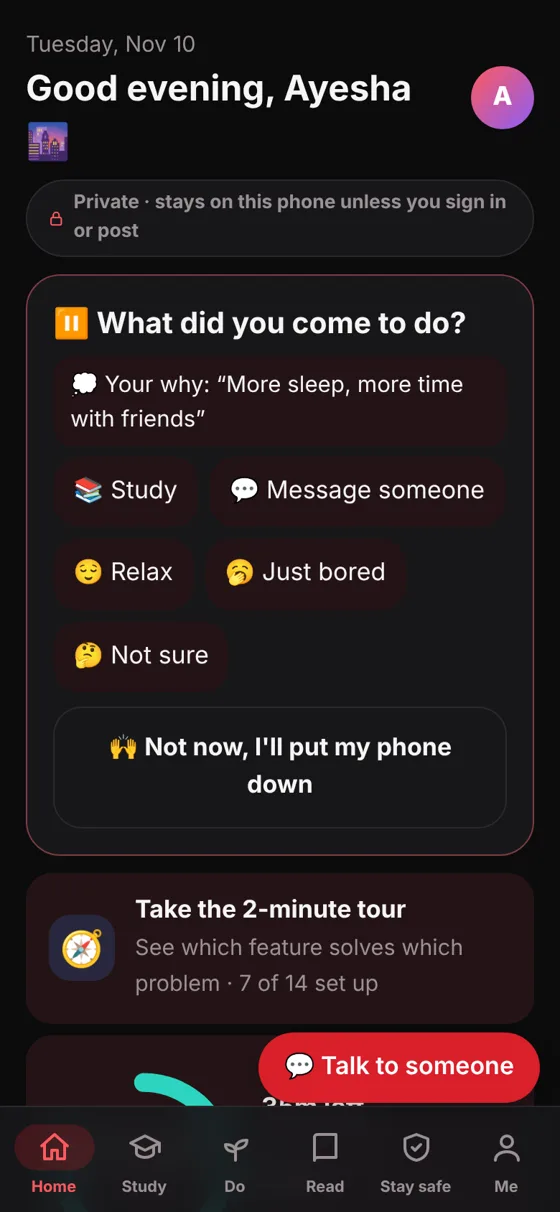 Tuesday, Nov 10
Good evening, Ayesha
A
Private · stays on this phone unless you sign in
or post
What did you come to do?
Your why: “More sleep, more time
with friends”
Study
Message someone
Relax
Just bored
Not sure
Not now, I'll put my phone
down
Take the 2-minute tour
See which feature solves which
problem · 7 of 14 set up
Talk to someone
Home
Study
Do
Read
Stay safe
Me